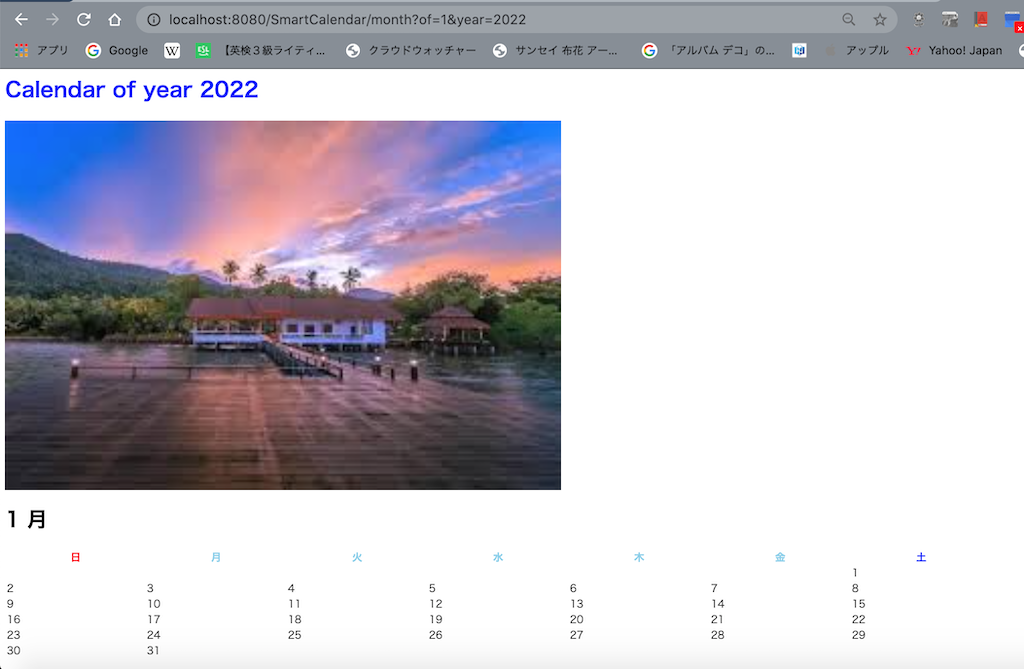 localhost:8080/SmartCalendar/month?of=1&year=2022
アプリ Google W ESL 【英検３級ライティ... クラウドウォッチャー サンセイ 布花 アー... 「アルバム デコ」の... アップル Yahoo! Japan
Calendar of year 2022
1 月
日 月 火 水 木 金 土
1
2 3 4 5 6 7 8
9 10 11 12 13 14 15
16 17 18 19 20 21 22
23 24 25 26 27 28 29
30 31